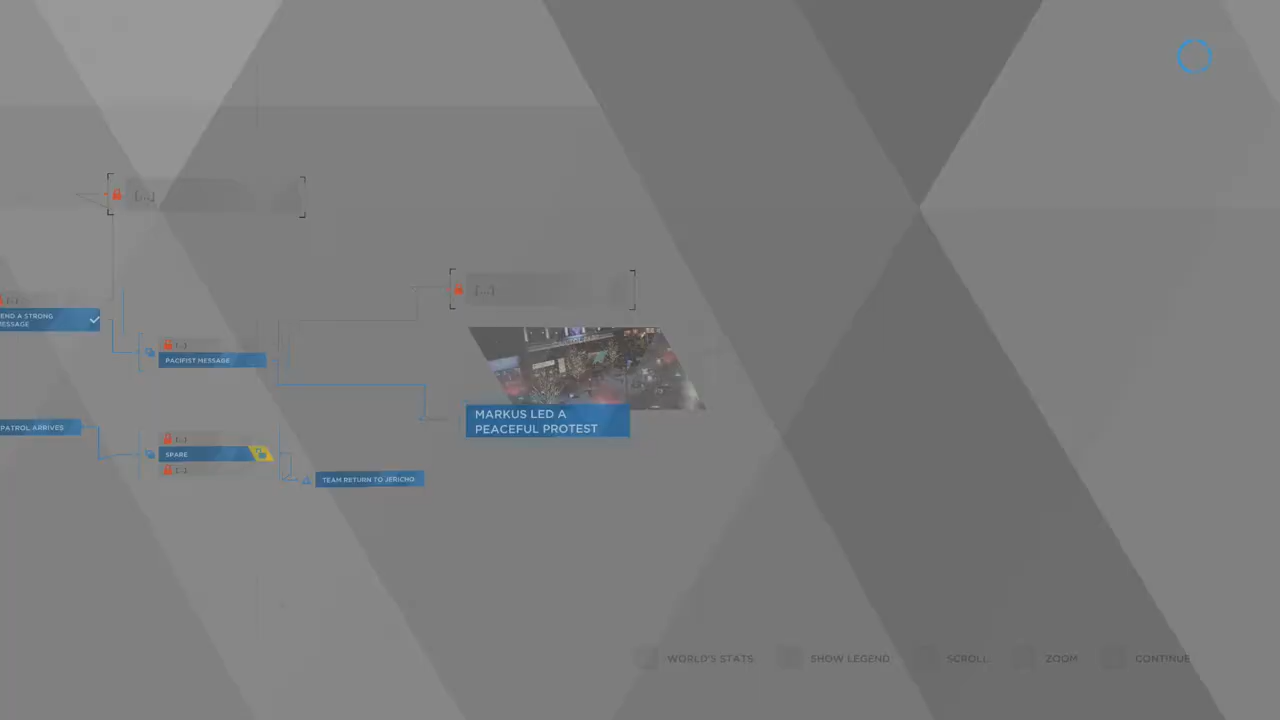 [...]
[...]
[...]
END A STRONG
MESSAGE
[...]
PACIFIST MESSAGE
MARKUS LED A
PEACEFUL PROTEST
PATROL ARRIVES
[...]
SPARE
[...]
TEAM RETURN TO JERICHO
WORLD'S STATS
SHOW LEGEND
SCROLL
ZOOM
CONTINUE